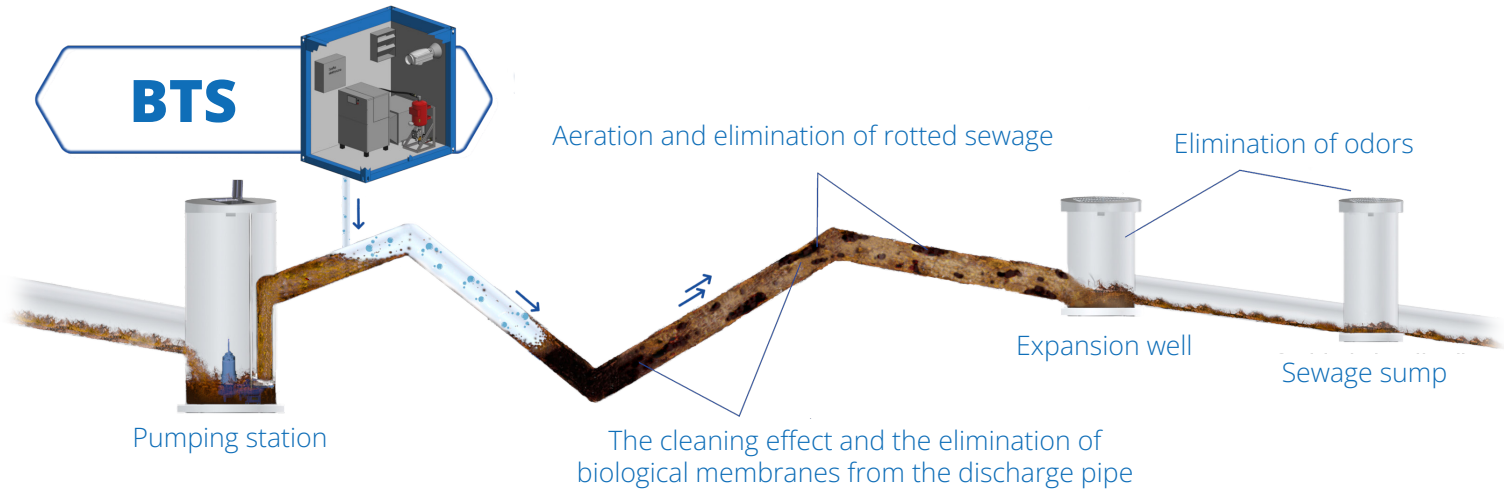 BTS
Aeration and elimination of rotted sewage
Elimination of odors
Expansion well
Sewage sump
Pumping station
The cleaning effect and the elimination of
biological membranes from the discharge pipe